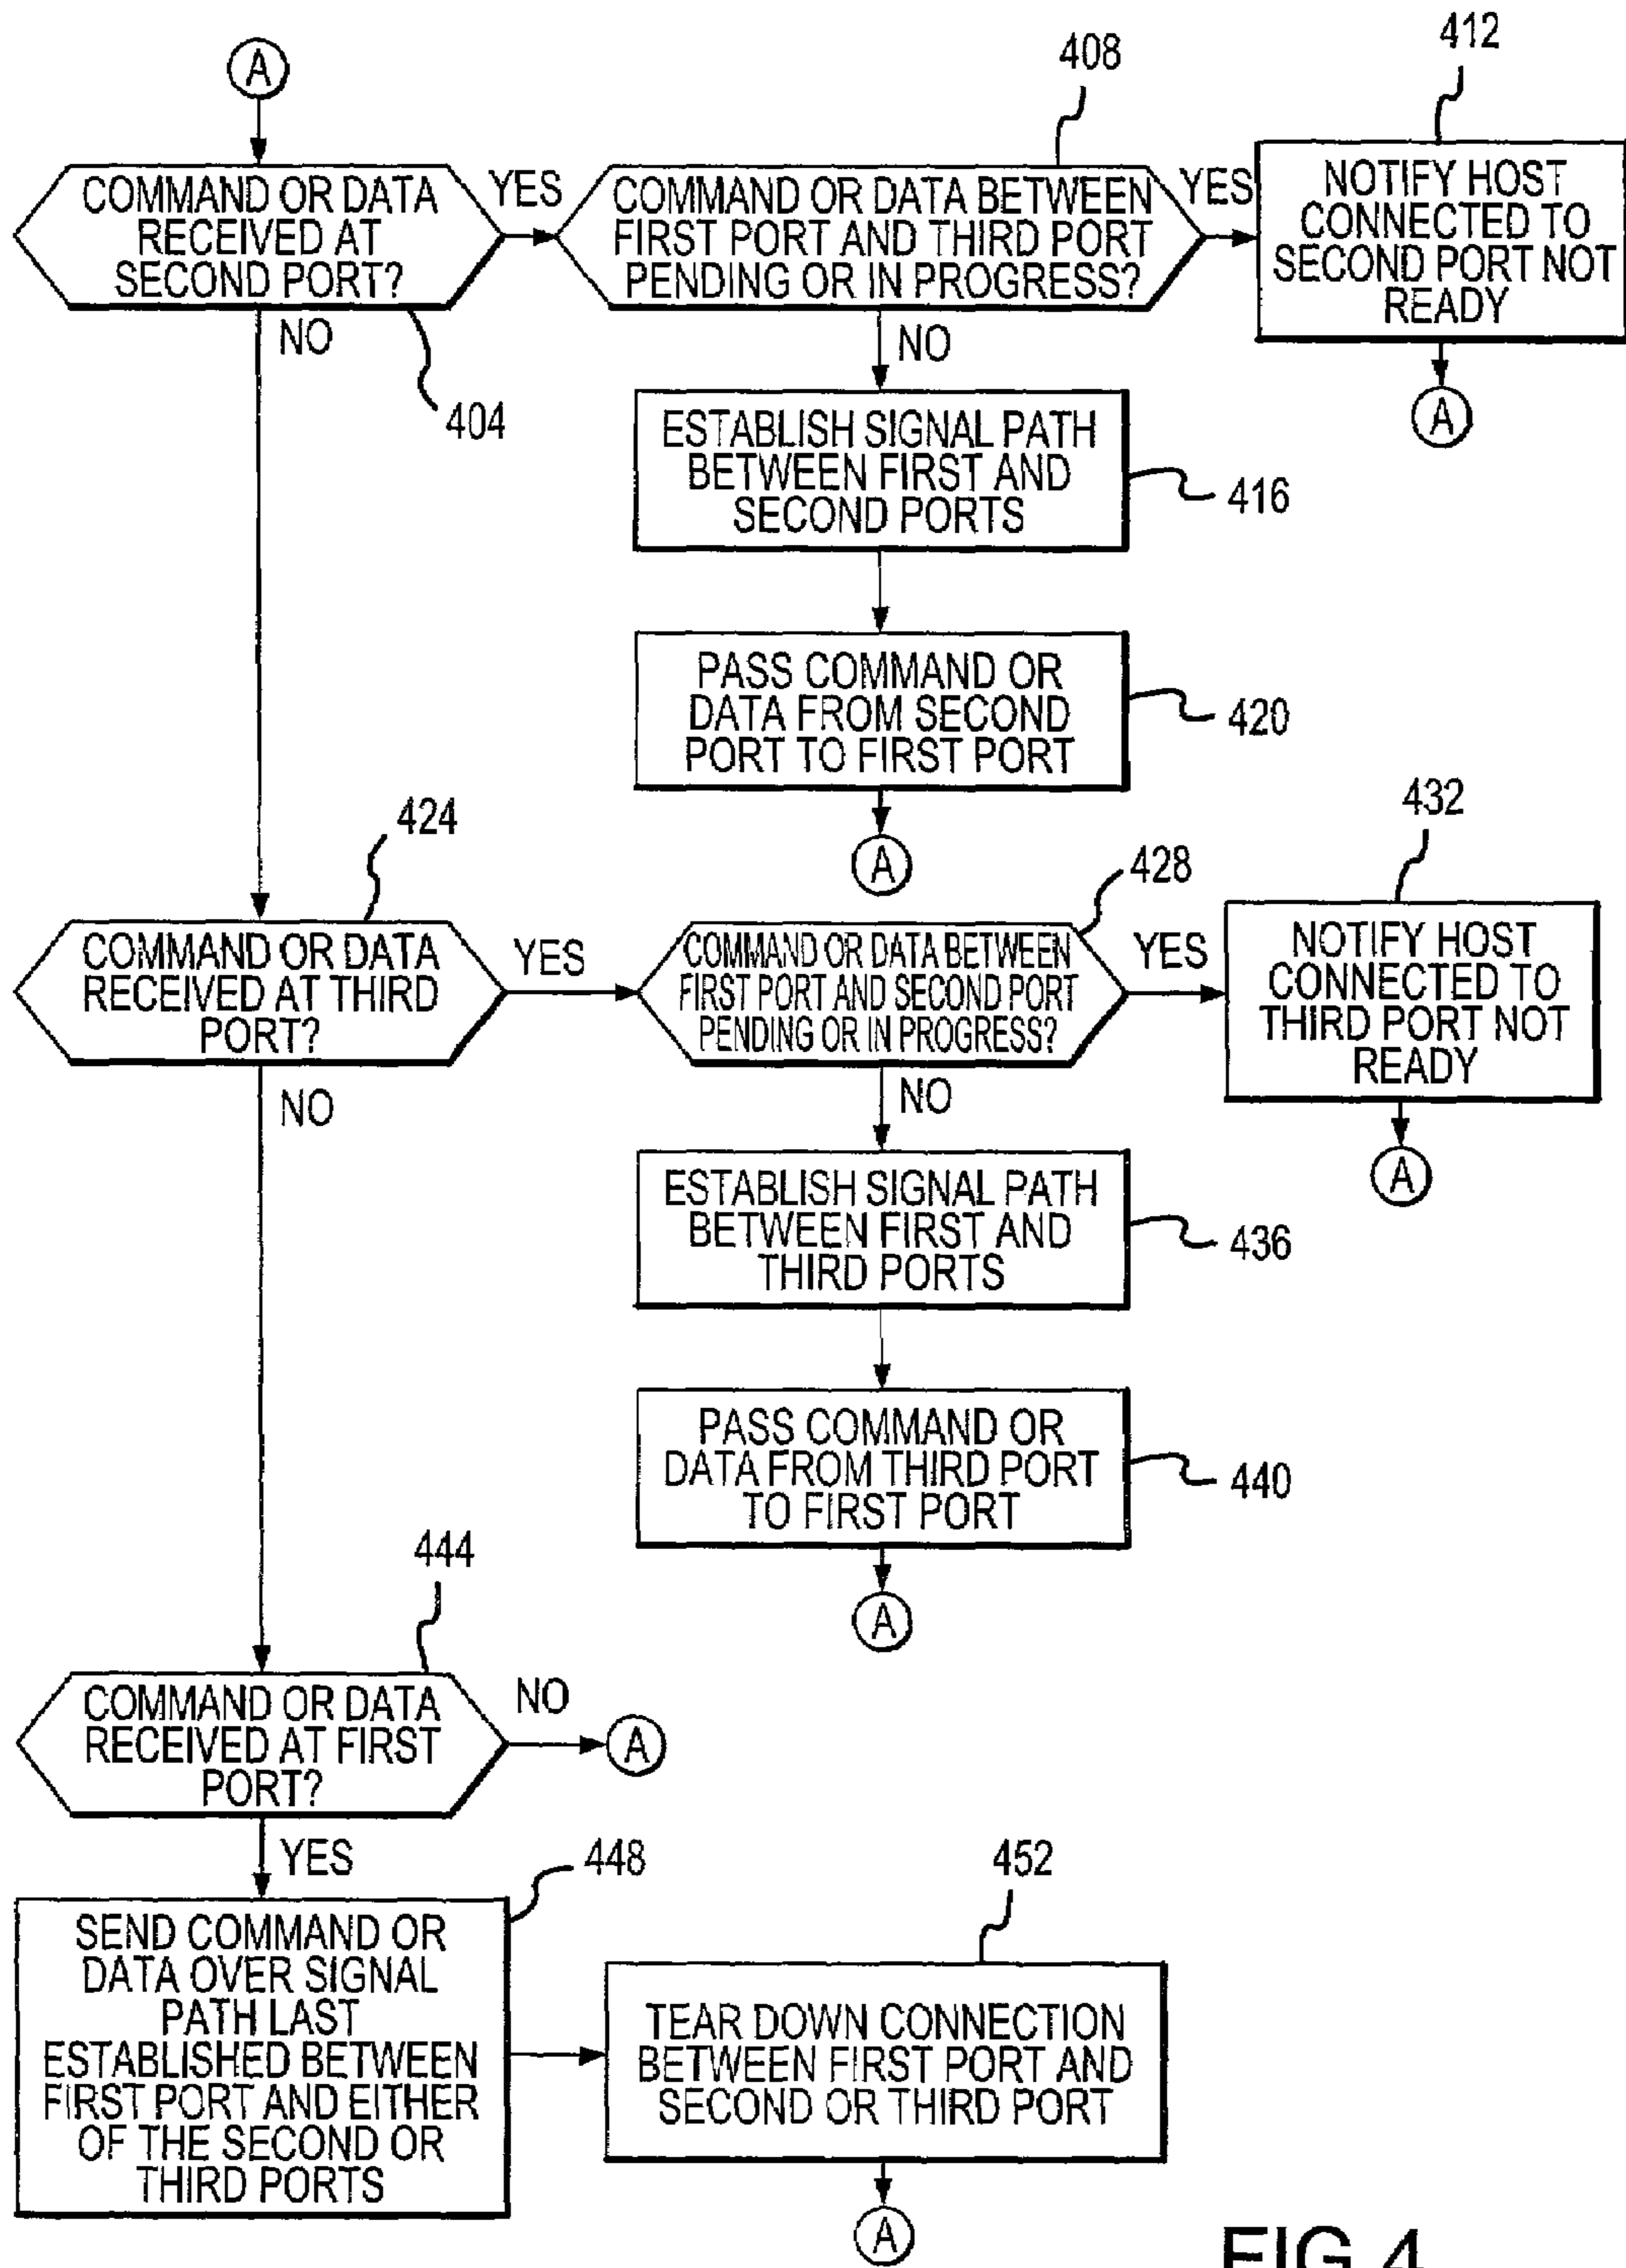 A
408
412
COMMAND OR DATA
RECEIVED AT
SECOND PORT?
YES
COMMAND OR DATA BETWEEN
FIRST PORT AND THIRD PORT
PENDING OR IN PROGRESS?
YES
NOTIFY HOST
CONNECTED TO
SECOND PORT NOT
READY
NO
404
NO
A
ESTABLISH SIGNAL PATH
BETWEEN FIRST AND
SECOND PORTS
416
PASS COMMAND OR
DATA FROM SECOND
PORT TO FIRST PORT
420
A
424
428
432
COMMAND OR DATA
RECEIVED AT THIRD
PORT?
YES
COMMAND OR DATA BETWEEN
FIRST PORT AND SECOND PORT
PENDING OR IN PROGRESS?
YES
NOTIFY HOST
CONNECTED TO
THIRD PORT NOT
READY
NO
NO
A
ESTABLISH SIGNAL PATH
BETWEEN FIRST AND
THIRD PORTS
436
PASS COMMAND OR
DATA FROM THIRD PORT
TO FIRST PORT
440
A
444
COMMAND OR DATA
RECEIVED AT FIRST
PORT?
NO
A
YES
448
452
SEND COMMAND OR
DATA OVER SIGNAL
PATH LAST
ESTABLISHED BETWEEN
FIRST PORT AND EITHER
OF THE SECOND OR
THIRD PORTS
TEAR DOWN CONNECTION
BETWEEN FIRST PORT AND
SECOND OR THIRD PORT
A
FIG.4